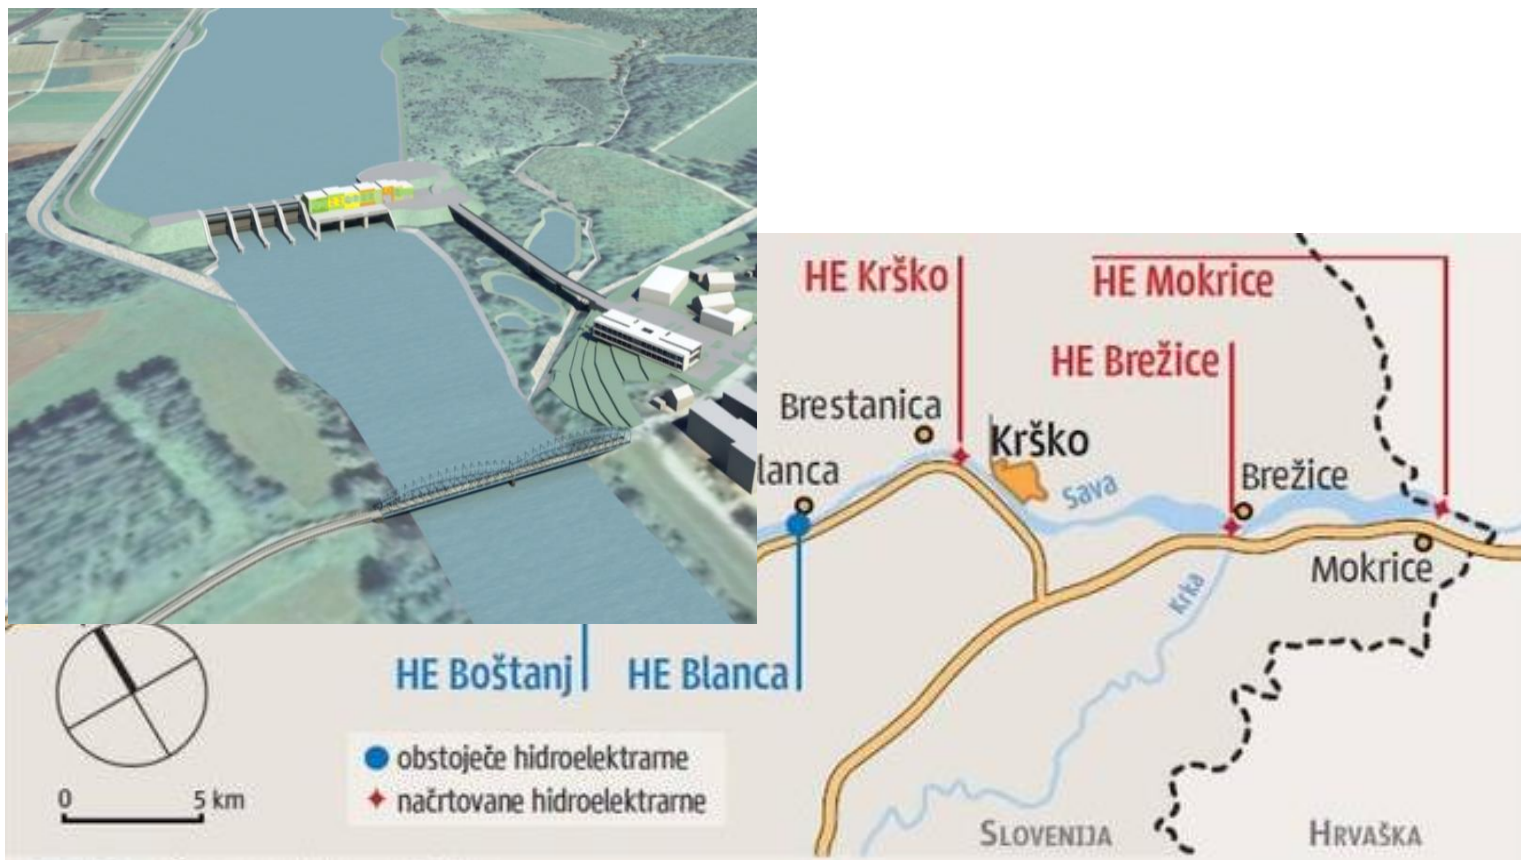 HE Krško
HE Mokrice
HE Brežice
Brestanica
Krško
lanca
Sava
Brežice
Mokrice
Krka
HE Boštanj
HE Blanca
obstoječe hidroelektrarne
načrtovane hidroelektrarne
0 5 km
SLOVENIJA
HRVAŠKA